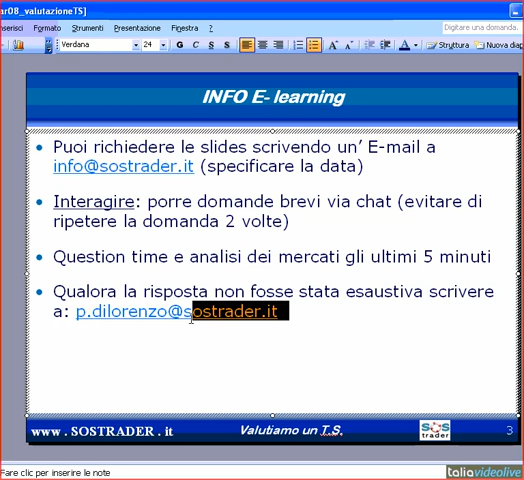 ar08_valutazioneTS]
nserisci Formato Strumenti Presentazione Finestra ? Digitare una domanda.
Verdana 24 G C S S Struttura Nuova diap
INFO E- learning
• Puoi richiedere le slides scrivendo un’ E-mail a
info@sostrader.it (specificare la data)
• Interagire: porre domande brevi via chat (evitare di
ripetere la domanda 2 volte)
• Question time e analisi dei mercati gli ultimi 5 minuti
• Qualora la risposta non fosse stata esaustiva scrivere
a: p.dilorenzo@sostrader.it
www . SOSTRADER . it Valutiamo un T.S. SOS trader 3
Fare clic per inserire le note
italiavideolive